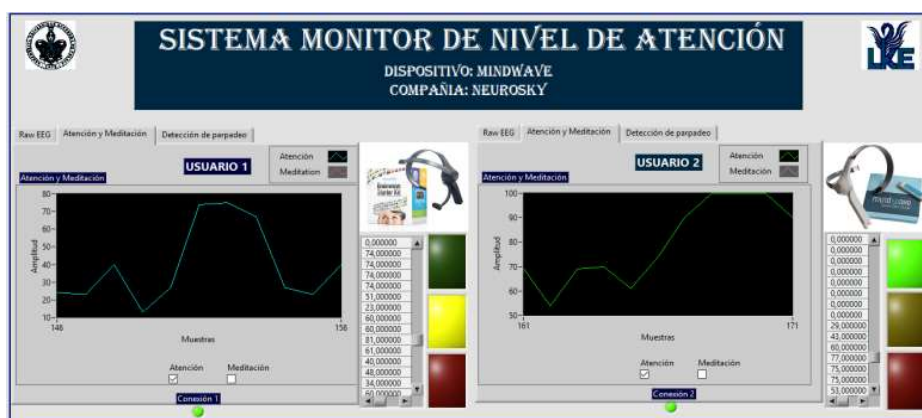 SISTEMA MONITOR DE NIVEL DE ATENCIÓN
DISPOSITIVO: MINDWAVE
COMPAÑIA: NEUROSKY
LKE
Raw EEG
Atención y Meditación
Detección de parpadeo
USUARIO 1
Atención
Meditation
Atención y Meditación
80
70
60
50
40
30
20
10
Amplitud
146
156
Muestras
Atención
Meditación
Conexión 1
0,000000
74,000000
74,000000
74,000000
74,000000
51,000000
23,000000
60,000000
60,000000
81,000000
61,000000
40,000000
48,000000
34,000000
60,000000
Raw EEG
Atención y Meditación
Detección de parpadeo
USUARIO 2
Atención
Meditación
Atención y Meditación
100
90
80
70
60
50
Amplitud
161
171
Muestras
Atención
Meditación
Conexión 2
0,000000
0,000000
0,000000
0,000000
0,000000
0,000000
0,000000
0,000000
29,000000
43,000000
60,000000
77,000000
75,000000
75,000000
53,000000